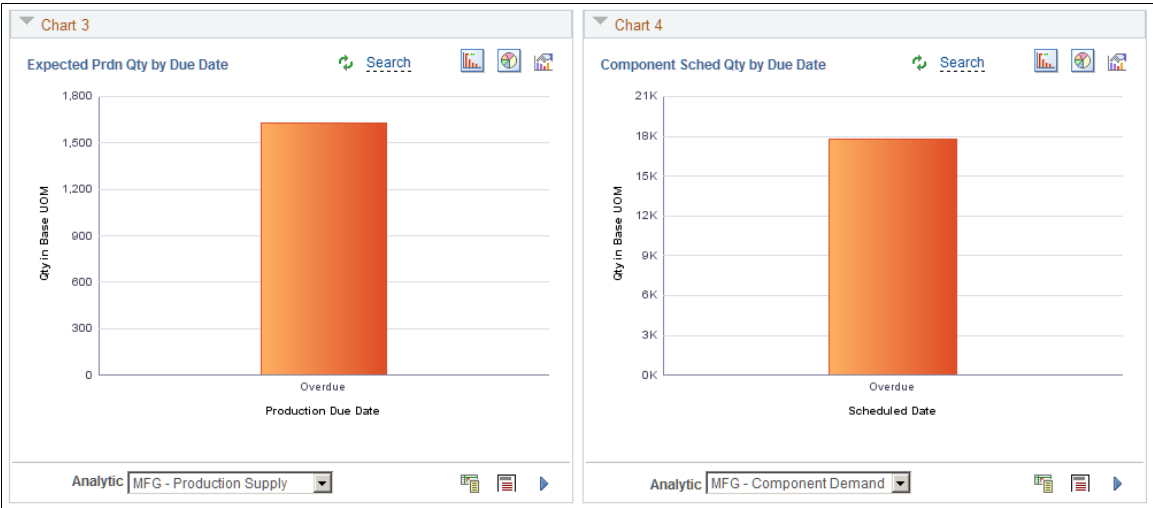 Chart 3
Expected Prdn Qty by Due Date
Search
1,800
1,500
1,200
900
600
300
0
Qty in Base UOM
Overdue
Production Due Date
Analytic
MFG - Production Supply
Chart 4
Component Sched Qty by Due Date
Search
21K
18K
15K
12K
9K
6K
3K
0K
Qty in Base UOM
Overdue
Scheduled Date
Analytic
MFG - Component Demand